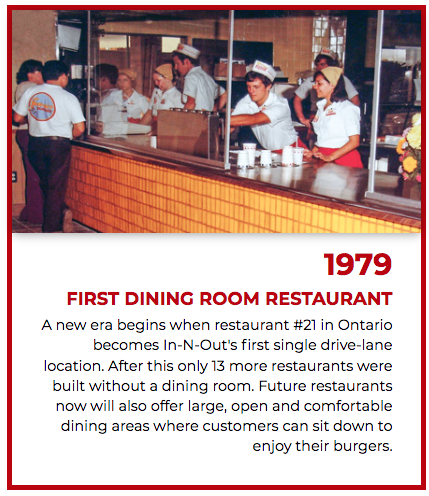 1979
FIRST DINING ROOM RESTAURANT
A new era begins when restaurant #21 in Ontario
becomes In-N-Out's first single drive-lane
location. After this only 13 more restaurants were
built without a dining room. Future restaurants
now will also offer large, open and comfortable
dining areas where customers can sit down to
enjoy their burgers.